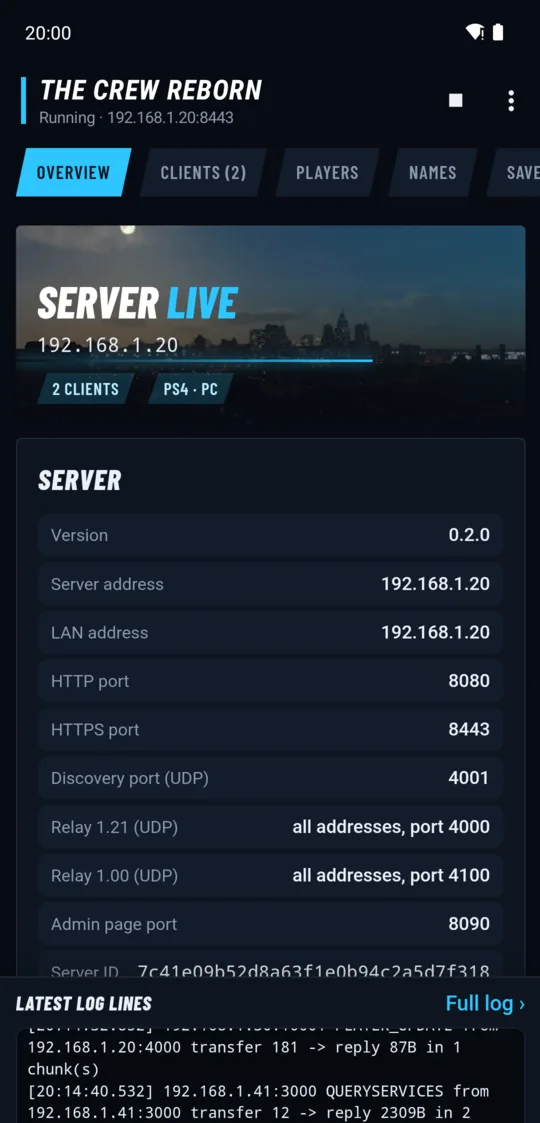 20:00
THE CREW REBORN
Running · 192.168.1.20:8443
OVERVIEW
CLIENTS (2)
PLAYERS
NAMES
SAVE
SERVER LIVE
192.168.1.20
2 CLIENTS
PS4 · PC
SERVER
Version 0.2.0
Server address 192.168.1.20
LAN address 192.168.1.20
HTTP port 8080
HTTPS port 8443
Discovery port (UDP) 4001
Relay 1.21 (UDP) all addresses, port 4000
Relay 1.00 (UDP) all addresses, port 4100
Admin page port 8090
Server ID 7c41e09b52d8a63f1e0b94c2a5d7f318
LATEST LOG LINES
Full log ›
192.168.1.20:4000 transfer 181 -> reply 87B in 1
chunk(s)
[20:14:40.532] 192.168.1.41:3000 QUERYSERVICES from
192.168.1.41:3000 transfer 12 -> reply 2309B in 2